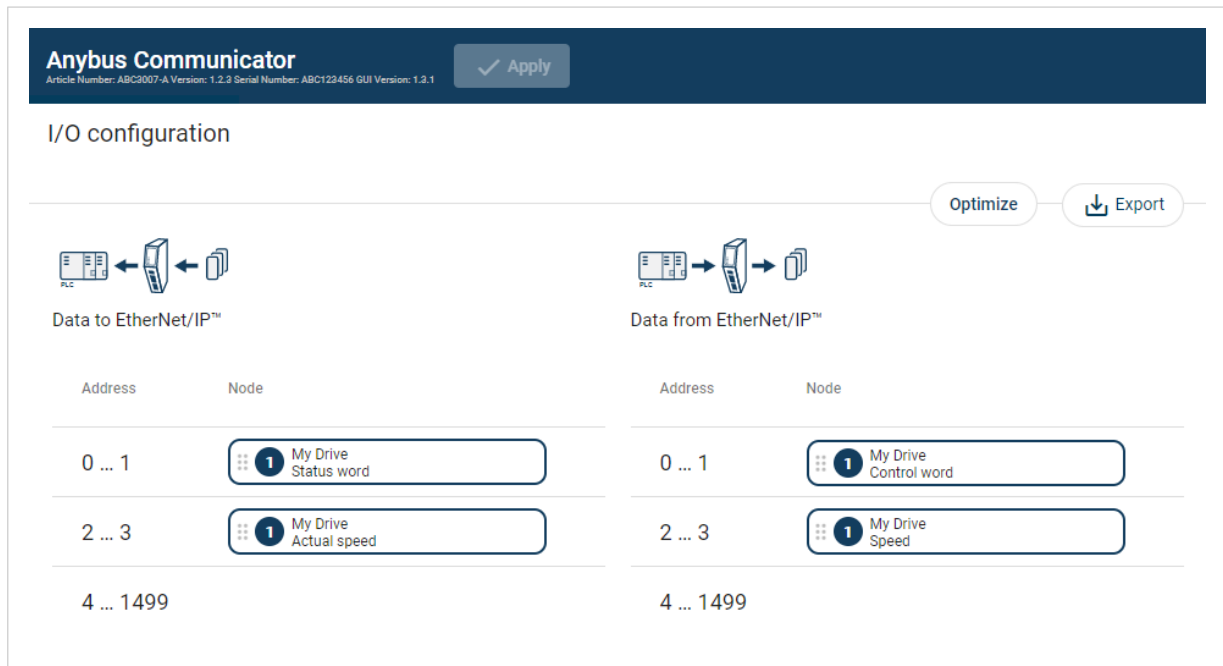 Anybus Communicator
Article Number: ABC3007-A Version: 1.2.3 Serial Number: ABC123456 GUI Version: 1.3.1
Apply
I/O configuration
Optimize
Export
PLC
Data to EtherNet/IP™
Address Node
0 ... 1
1
My Drive
Status word
2 ... 3
1
My Drive
Actual speed
4 ... 1499
PLC
Data from EtherNet/IP™
Address Node
0 ... 1
1
My Drive
Control word
2 ... 3
1
My Drive
Speed
4 ... 1499